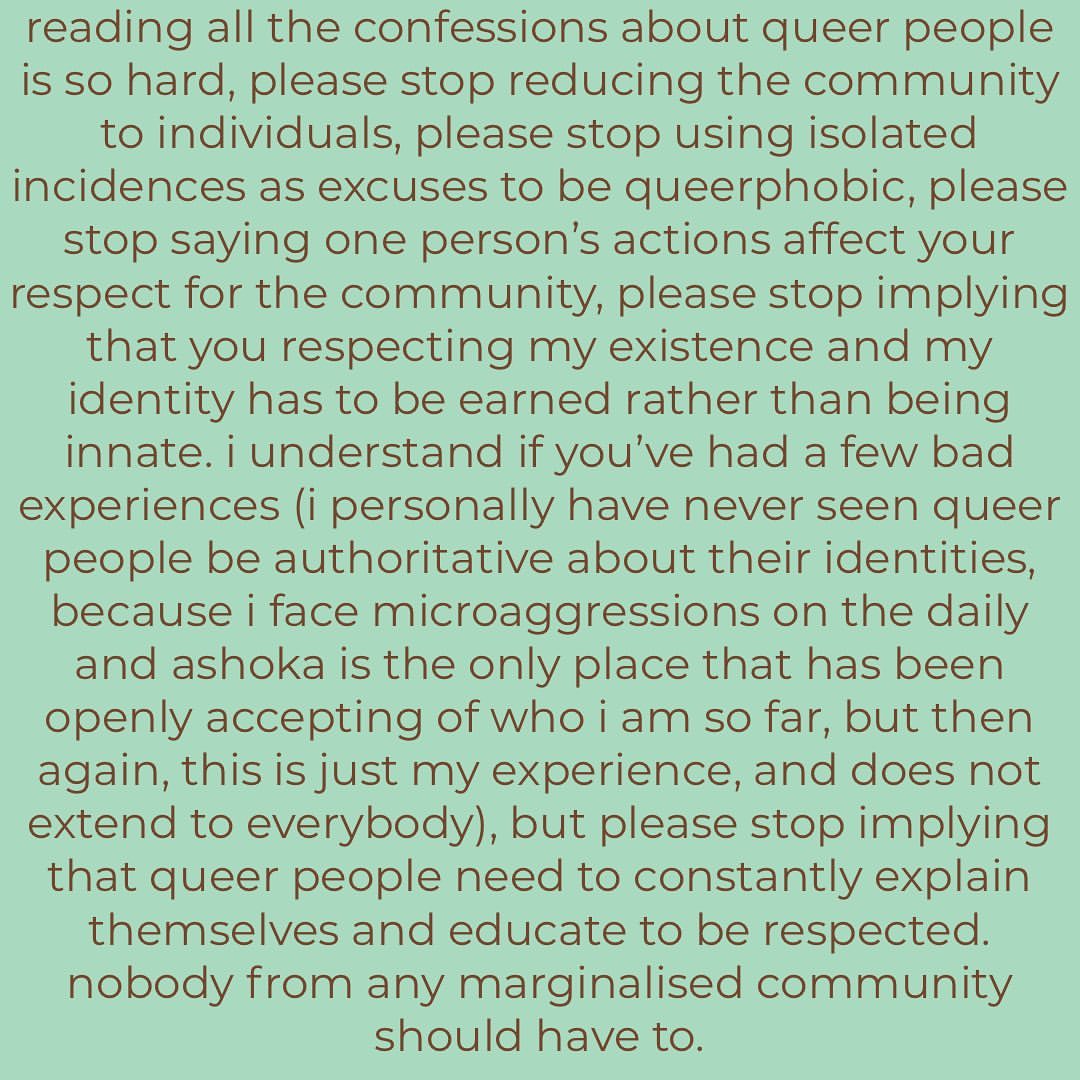 reading all the confessions about queer people
is so hard, please stop reducing the community
to individuals, please stop using isolated
incidences as excuses to be queerphobic, please
stop saying one person’s actions affect your
respect for the community, please stop implying
that you respecting my existence and my
identity has to be earned rather than being
innate. i understand if you’ve had a few bad
experiences (i personally have never seen queer
people be authoritative about their identities,
because i face microaggressions on the daily
and ashoka is the only place that has been
openly accepting of who i am so far, but then
again, this is just my experience, and does not
extend to everybody), but please stop implying
that queer people need to constantly explain
themselves and educate to be respected.
nobody from any marginalised community
should have to.